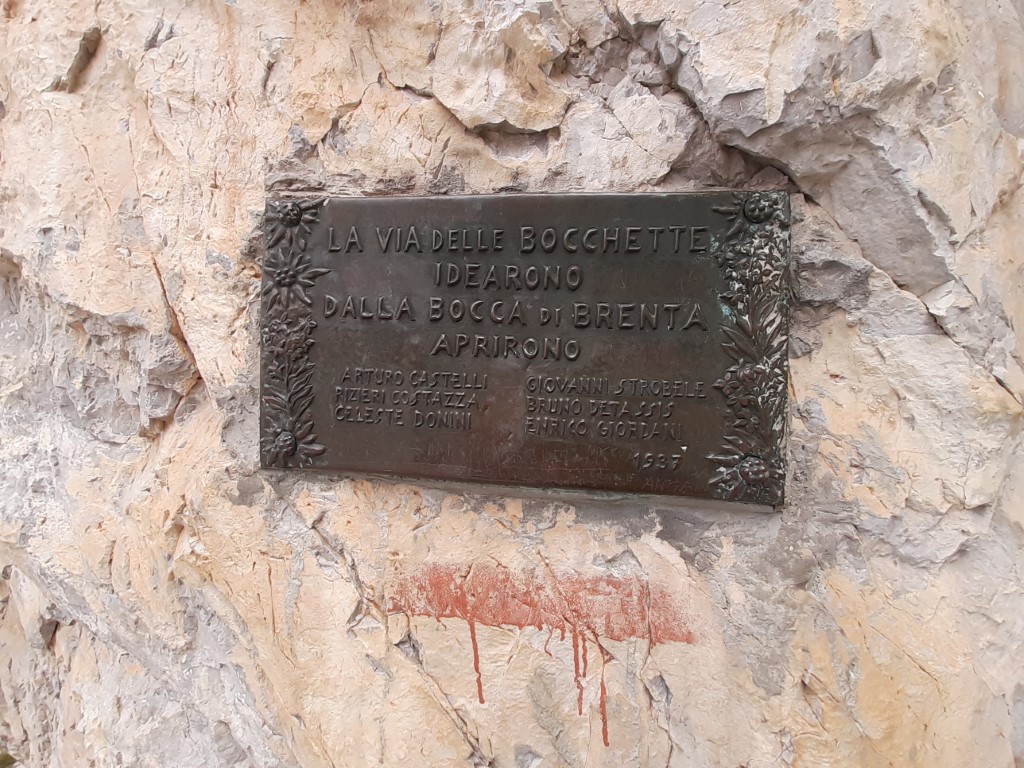 LA VIA DELLE BOCCHETTE
IDEARONO
DALLA BOCCA di BRENTA
APRIRONO
ARTURO CASTELLI GIOVANNI STROBELE
RIZIERI COSTAZZA BRUNO DETASSIS
CELESTE DONINI ENRICO GIORDANI
1937